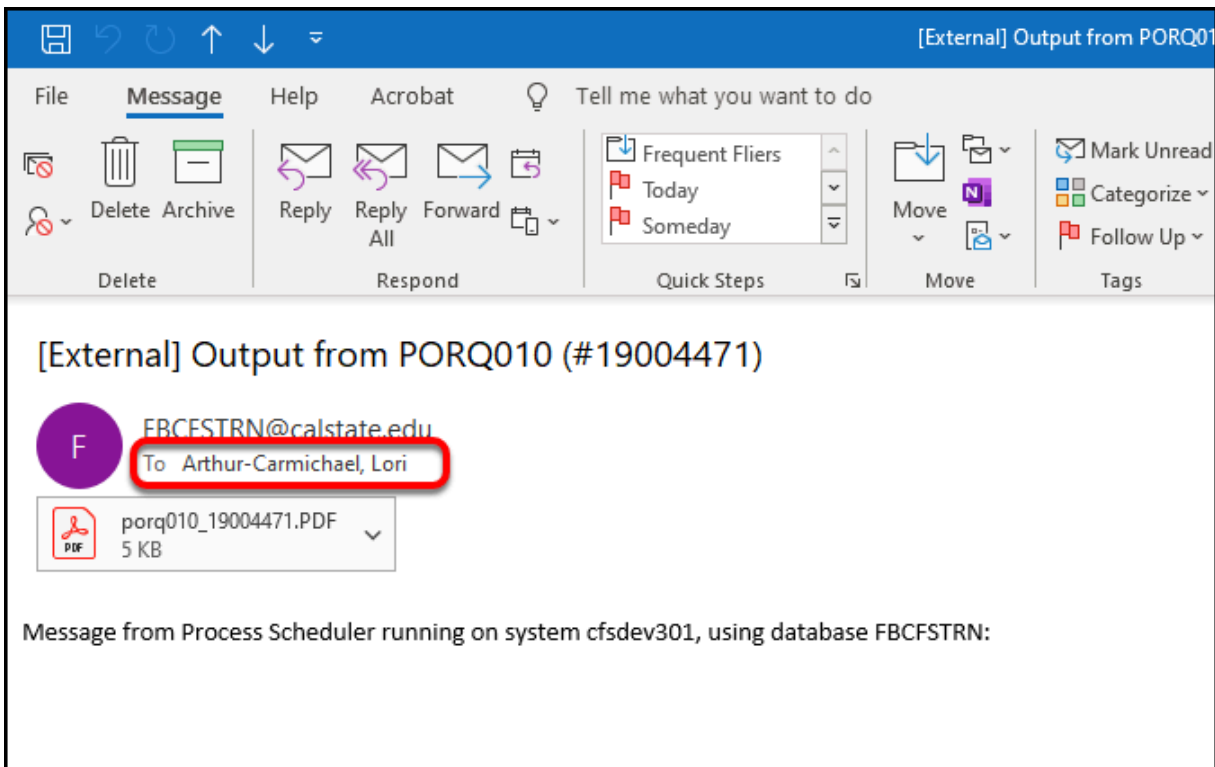 [External] Output from PORQ01
File Message Help Acrobat Tell me what you want to do
Delete Archive
Reply Reply All Forward
Frequent Fliers
Today
Someday
Move
Mark Unread
Categorize
Follow Up
Delete Respond Quick Steps Move Tags
[External] Output from PORQ010 (#19004471)
F
FBCFSTRN@calstate.edu
To Arthur-Carmichael, Lori
PDF
porq010_19004471.PDF
5 KB
Message from Process Scheduler running on system cfsdev301, using database FBCFSTRN: